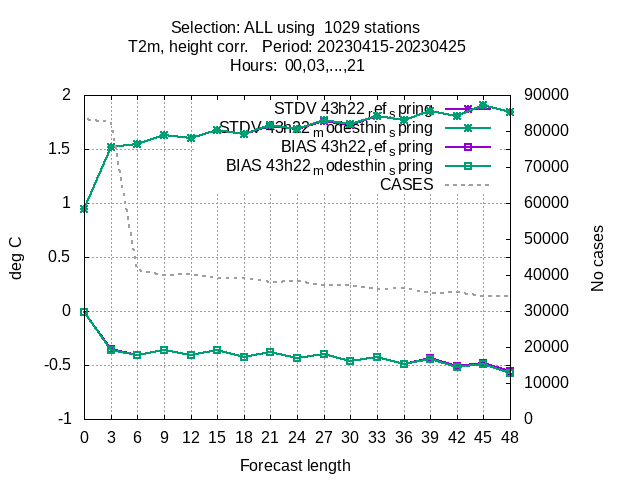 Selection: ALL using  1029 stations
T2m, height corr.   Period: 20230415-20230425
Hours:  00,03,...,21
STDV 43h22_ref_spring
STDV 43h22_modesthin_spring
BIAS 43h22_ref_spring
BIAS 43h22_modesthin_spring
CASES
2
1.5
1
0.5
0
-0.5
-1
deg C
90000
80000
70000
60000
50000
40000
30000
20000
10000
0
No cases
0 3 6 9 12 15 18 21 24 27 30 33 36 39 42 45 48
Forecast length